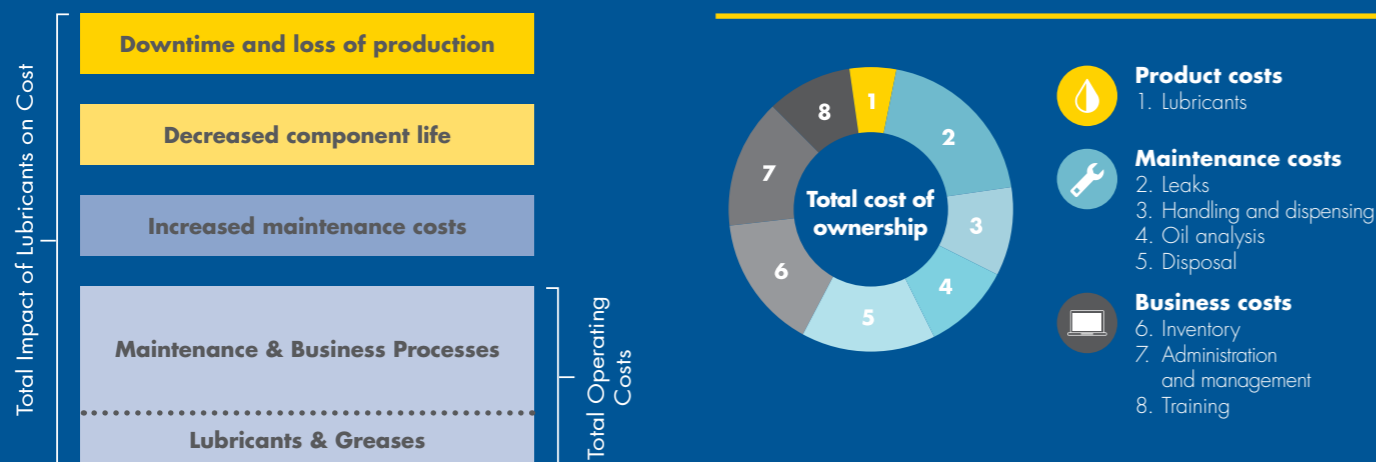 Total Impact of Lubricants on Cost
Downtime and loss of production
Decreased component life
Increased maintenance costs
Maintenance & Business Processes
Lubricants & Greases
Total Operating
Costs
1
2
3
4
5
6
7
8
Total cost of
ownership
Product costs
1. Lubricants
Maintenance costs
2. Leaks
3. Handling and dispensing
4. Oil analysis
5. Disposal
Business costs
6. Inventory
7. Administration
and management
8. Training